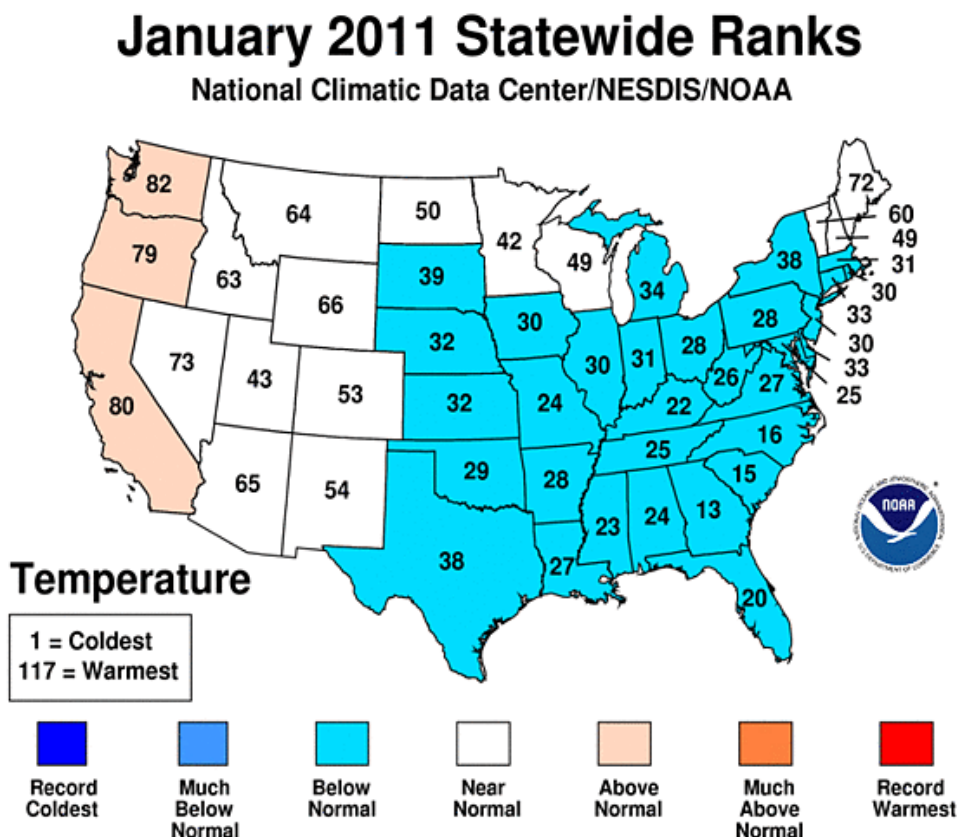 January 2011 Statewide Ranks
National Climatic Data Center/NESDIS/NOAA
82
64
50
42
72
60
79
63
39
49
38
49
66
34
31
30
73
43
53
32
30
30
31
28
28
33
30
80
32
24
26
27
33
25
22
65
54
29
28
25
16
15
38
27
23
24
13
20
NOAA
Temperature
1 = Coldest
117 = Warmest
Record
Coldest
Much
Below
Normal
Below
Normal
Near
Normal
Above
Normal
Much
Above
Normal
Record
Warmest